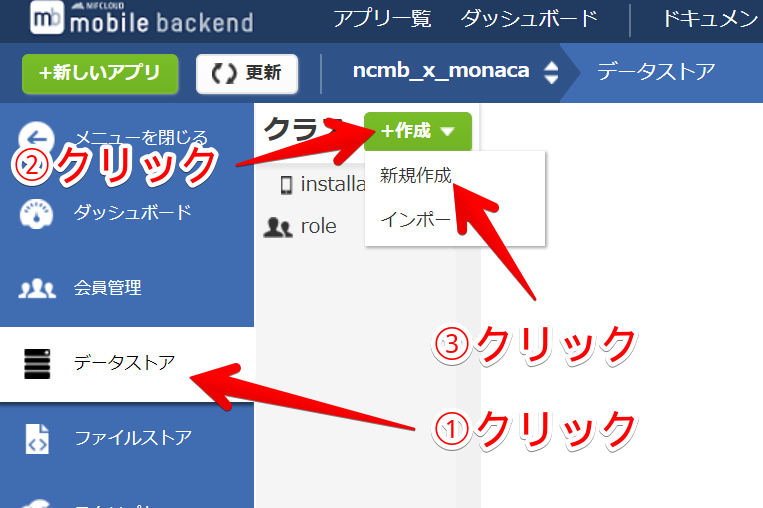 mb NIFCLOUD
mobile backend
アプリ一覧 ダッシュボード ドキュメン
+新しいアプリ 更新 ncmb_x_monaca データストア
メニューを閉じる
クラス +作成
②クリック
新規作成
installa
ダッシュボード
インポー
role
会員管理
③クリック
データストア
①クリック
ファイルストア